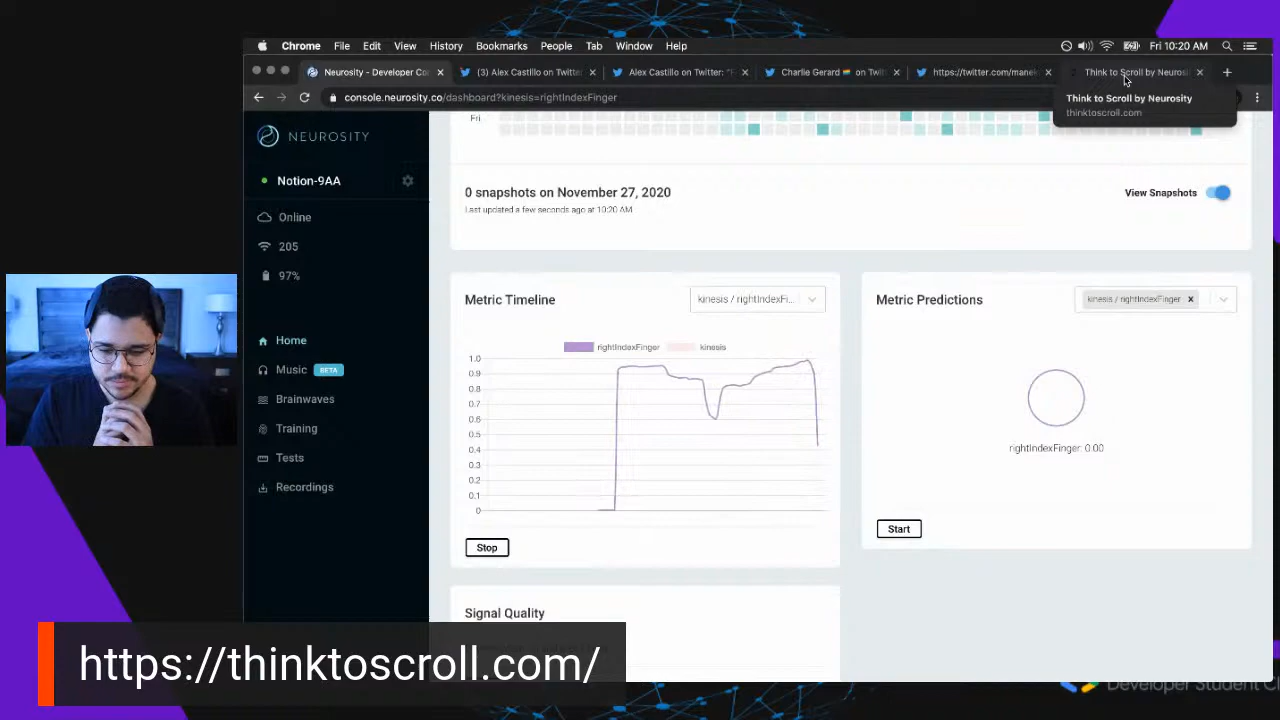 Chrome File Edit View History Bookmarks People Tab Window Help
Fri 10:20 AM
Neurosity - Developer Co
(3) Alex Castillo on Twitte
Alex Castillo on Twitter: "
Charlie Gerard on Twit
https://twitter.com/manek
Think to Scroll by Neurosi
console.neurosity.co/dashboard?kinesis=rightIndexFinger
Think to Scroll by Neurosity
thinktoscroll.com
NEUROSITY
Notion-9AA
Online
205
97%
Home
Music BETA
Brainwaves
Training
Tests
Recordings
Fri
0 snapshots on November 27, 2020
Last updated a few seconds ago at 10:20 AM
View Snapshots
Metric Timeline
kinesis / rightIndexFi...
rightIndexFinger kinesis
1.0
0.9
0.8
0.7
0.6
0.5
0.4
0.3
0.2
0.1
0
Stop
Metric Predictions
kinesis / rightIndexFinger x
rightIndexFinger: 0.00
Start
Signal Quality
https://thinktoscroll.com/
Developer Student Cl